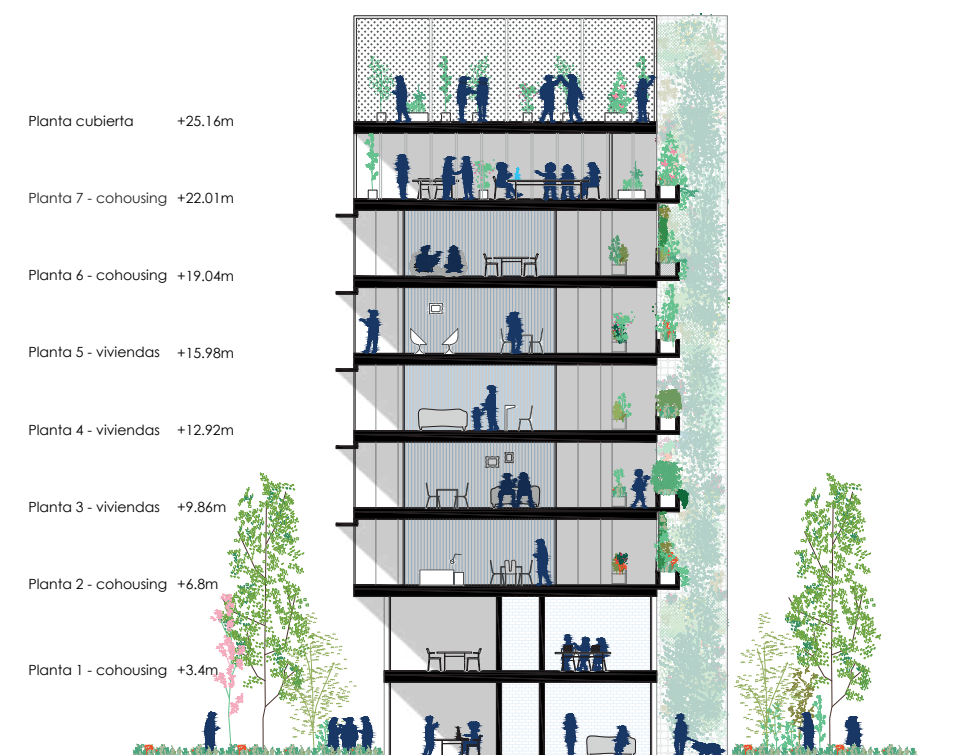 Planta cubierta +25.16m
Planta 7 - cohousing +22.01m
Planta 6 - cohousing +19.04m
Planta 5 - viviendas +15.98m
Planta 4 - viviendas +12.92m
Planta 3 - viviendas +9.86m
Planta 2 - cohousing +6.8m
Planta 1 - cohousing +3.4m